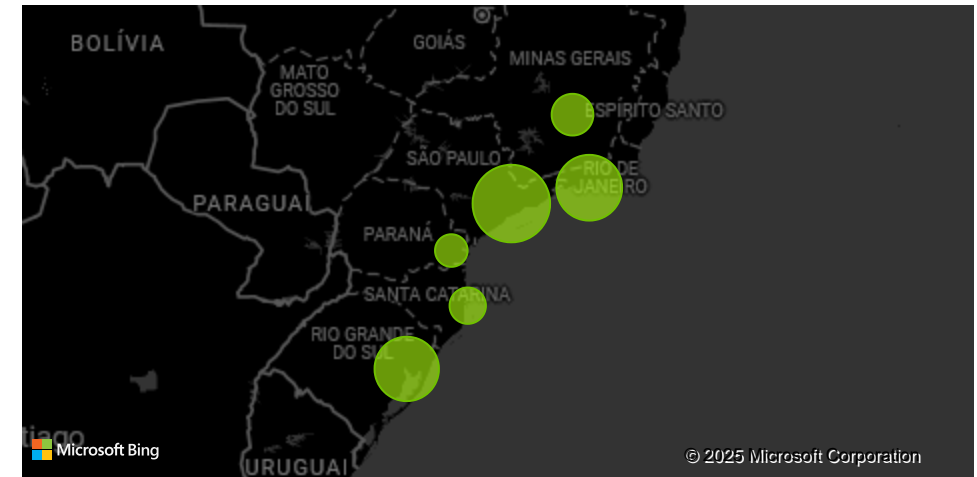 BOLÍVIA
GOIÁS
MINAS GERAIS
MATO
GROSSO
DO SUL
ESPÍRITO SANTO
SÃO PAULO
RIO DE
JANEIRO
PARAGUAI
PARANÁ
SANTA CATARINA
RIO GRANDE
DO SUL
tiago
Microsoft Bing
© 2025 Microsoft Corporation
URUGUAI